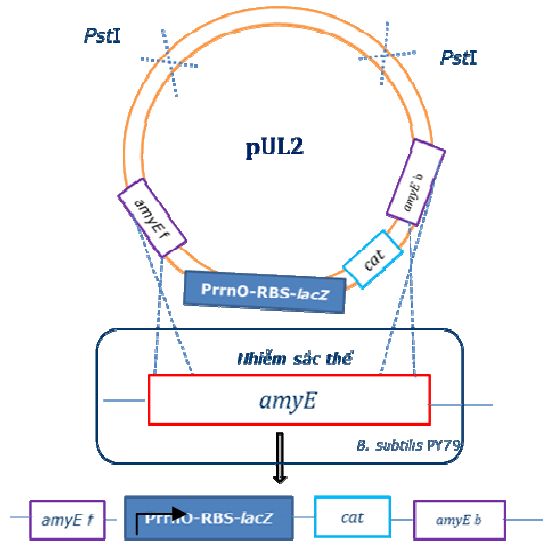 PstI
PstI
pUL2
amyE f
amyE b
cat
PrrnO-RBS-lacZ
Nhiễm sắc thể
amyE
B. subtilis PY79
amyE f
PrrnO-RBS-lacZ
cat
amyE b